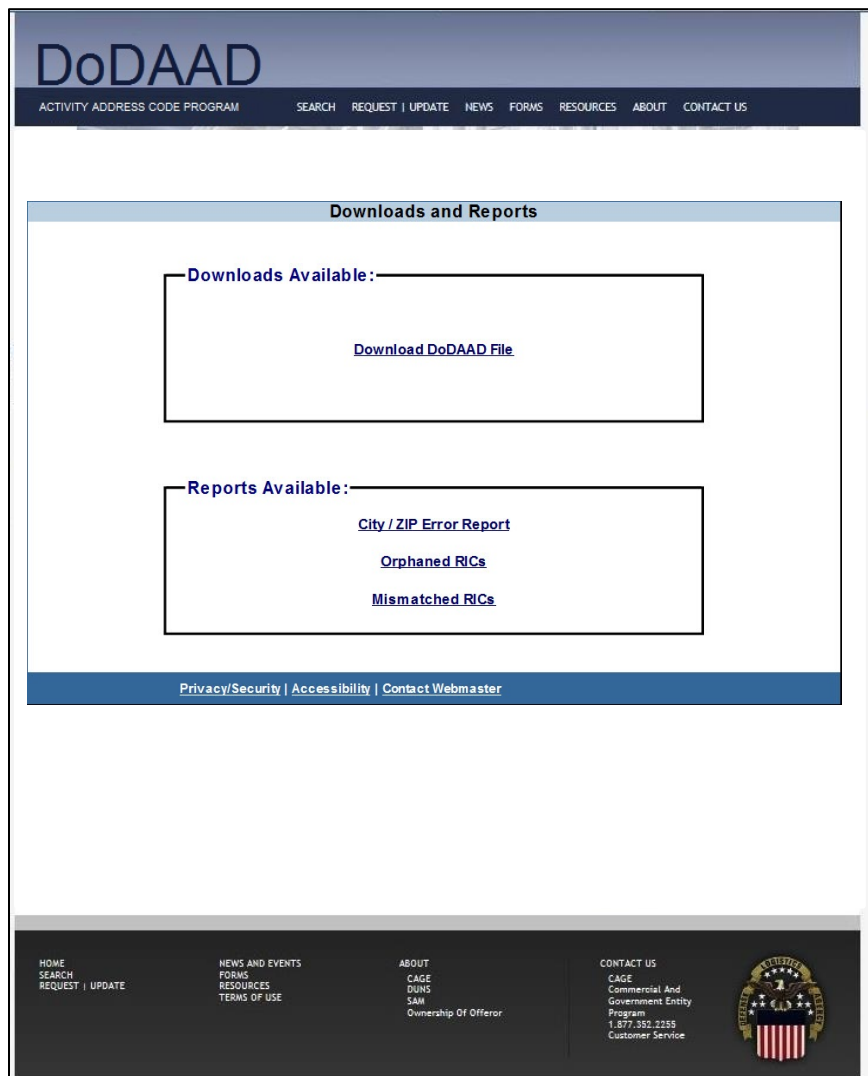 DoDAAD
ACTIVITY ADDRESS CODE PROGRAM SEARCH REQUEST | UPDATE NEWS FORMS RESOURCES ABOUT CONTACT US
Downloads and Reports
Downloads Available:
Download DoDAAD File
Reports Available:
City / ZIP Error Report
Orphaned RICs
Mismatched RICs
Privacy/Security | Accessibility | Contact Webmaster
HOME
SEARCH
REQUEST | UPDATE
NEWS AND EVENTS
FORMS
RESOURCES
TERMS OF USE
ABOUT
CAGE
DUNS
SAM
Ownership Of Offeror
CONTACT US
CAGE
Commercial And
Government Entity
Program
1.877.352.2255
Customer Service
DEFENSE LOGISTICS AGENCY